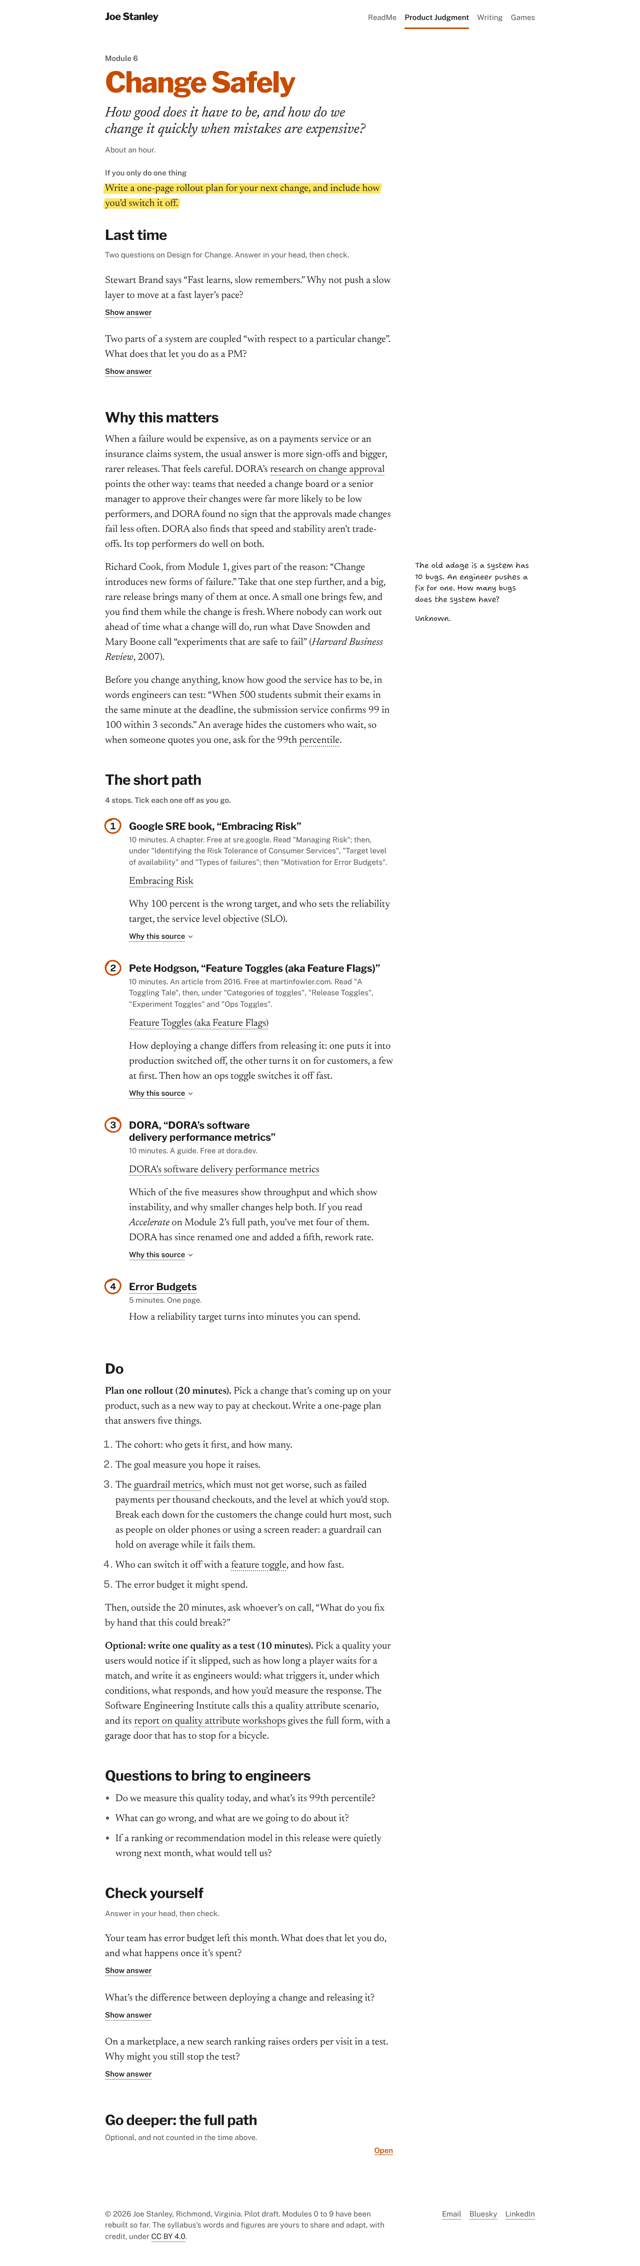 Joe Stanley
ReadMe Product Judgment Writing Games
Module 6
Change Safely
How good does it have to be, and how do we
change it quickly when mistakes are expensive?
About an hour.
If you only do one thing
Write a one-page rollout plan for your next change, and include how
you’d switch it off.
Last time
Two questions on Design for Change. Answer in your head, then check.
Stewart Brand says “Fast learns, slow remembers.” Why not push a slow
layer to move at a fast layer’s pace?
Show answer
Two parts of a system are coupled “with respect to a particular change”.
What does that let you do as a PM?
Show answer
Why this matters
When a failure would be expensive, as on a payments service or an
insurance claims system, the usual answer is more sign-offs and bigger,
rarer releases. That feels careful. DORA’s research on change approval
points the other way: teams that needed a change board or a senior
manager to approve their changes were far more likely to be low
performers, and DORA found no sign that the approvals made changes
fail less often. DORA also finds that speed and stability aren’t trade-
offs. Its top performers do well on both.
Richard Cook, from Module 1, gives part of the reason: “Change
introduces new forms of failure.” Take that one step further, and a big,
rare release brings many of them at once. A small one brings few, and
you find them while the change is fresh. Where nobody can work out
ahead of time what a change will do, run what Dave Snowden and
Mary Boone call “experiments that are safe to fail” (Harvard Business
Review, 2007).
The old adage is a system has
10 bugs. An engineer pushes a
fix for one. How many bugs
does the system have?
Unknown.
Before you change anything, know how good the service has to be, in
words engineers can test: “When 500 students submit their exams in
the same minute at the deadline, the submission service confirms 99 in
100 within 3 seconds.” An average hides the customers who wait, so
when someone quotes you one, ask for the 99th percentile.
The short path
4 stops. Tick each one off as you go.
1 Google SRE book, “Embracing Risk”
10 minutes. A chapter. Free at sre.google. Read "Managing Risk"; then,
under "Identifying the Risk Tolerance of Consumer Services", "Target level
of availability" and "Types of failures"; then "Motivation for Error Budgets".
Embracing Risk
Why 100 percent is the wrong target, and who sets the reliability
target, the service level objective (SLO).
Why this source
2 Pete Hodgson, “Feature Toggles (aka Feature Flags)”
10 minutes. An article from 2016. Free at martinfowler.com. Read "A
Toggling Tale", then, under "Categories of toggles", "Release Toggles",
"Experiment Toggles" and "Ops Toggles".
Feature Toggles (aka Feature Flags)
How deploying a change differs from releasing it: one puts it into
production switched off, the other turns it on for customers, a few
at first. Then how an ops toggle switches it off fast.
Why this source
3 DORA, “DORA’s software
delivery performance metrics”
10 minutes. A guide. Free at dora.dev.
DORA’s software delivery performance metrics
Which of the five measures show throughput and which show
instability, and why smaller changes help both. If you read
Accelerate on Module 2’s full path, you’ve met four of them.
DORA has since renamed one and added a fifth, rework rate.
Why this source
4 Error Budgets
5 minutes. One page.
How a reliability target turns into minutes you can spend.
Do
Plan one rollout (20 minutes). Pick a change that’s coming up on your
product, such as a new way to pay at checkout. Write a one-page plan
that answers five things.
1. The cohort: who gets it first, and how many.
2. The goal measure you hope it raises.
3. The guardrail metrics, which must not get worse, such as failed
payments per thousand checkouts, and the level at which you’d stop.
Break each down for the customers the change could hurt most, such
as people on older phones or using a screen reader: a guardrail can
hold on average while it fails them.
4. Who can switch it off with a feature toggle, and how fast.
5. The error budget it might spend.
Then, outside the 20 minutes, ask whoever’s on call, “What do you fix
by hand that this could break?”
Optional: write one quality as a test (10 minutes). Pick a quality your
users would notice if it slipped, such as how long a player waits for a
match, and write it as engineers would: what triggers it, under which
conditions, what responds, and how you’d measure the response. The
Software Engineering Institute calls this a quality attribute scenario,
and its report on quality attribute workshops gives the full form, with a
garage door that has to stop for a bicycle.
Questions to bring to engineers
• Do we measure this quality today, and what’s its 99th percentile?
• What can go wrong, and what are we going to do about it?
• If a ranking or recommendation model in this release were quietly
wrong next month, what would tell us?
Check yourself
Answer in your head, then check.
Your team has error budget left this month. What does that let you do,
and what happens once it’s spent?
Show answer
What’s the difference between deploying a change and releasing it?
Show answer
On a marketplace, a new search ranking raises orders per visit in a test.
Why might you still stop the test?
Show answer
Go deeper: the full path
Optional, and not counted in the time above.
Open
© 2026 Joe Stanley, Richmond, Virginia. Pilot draft. Modules 0 to 9 have been
rebuilt so far. The syllabus’s words and figures are yours to share and adapt, with
credit, under CC BY 4.0.
Email Bluesky LinkedIn